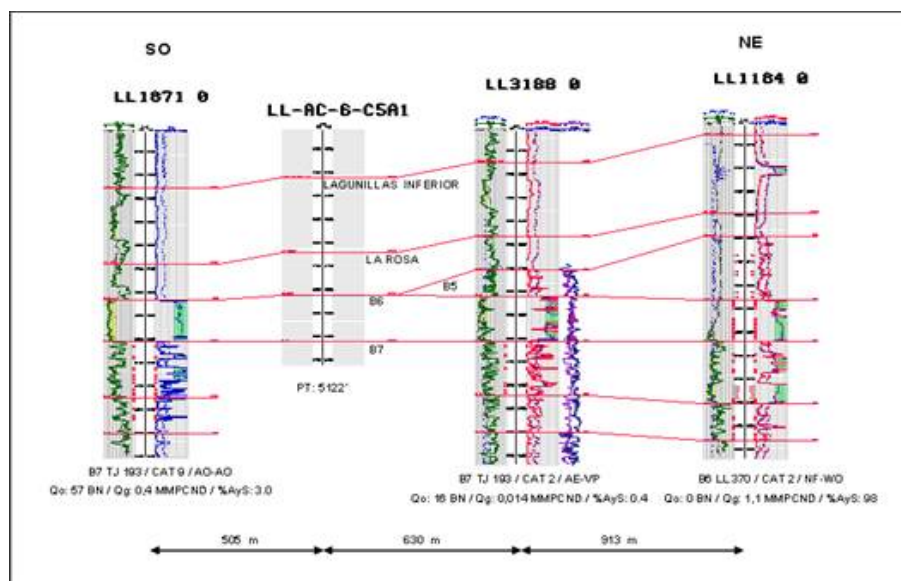 SO
NE
LL1871 0
LL-AC-6-C5A1
LL3188 0
LL1184 0
LAGUNILLAS INFERIOR
LA ROSA
B5
B6
B7
PT: 5122'
B7 TJ 193 / CAT 9 / AO-AO
Qo: 57 BN / Qg: 0,4 MMPCND / %AyS: 3.0
B7 TJ 193 / CAT 2 / AE-VP
Qo: 16 BN / Qg: 0,014 MMPCND / %AyS: 0.4
B6 LL370 / CAT 2 / NF-WO
Qo: 0 BN / Qg: 1,1 MMPCND / %AyS: 98
505 m
630 m
913 m